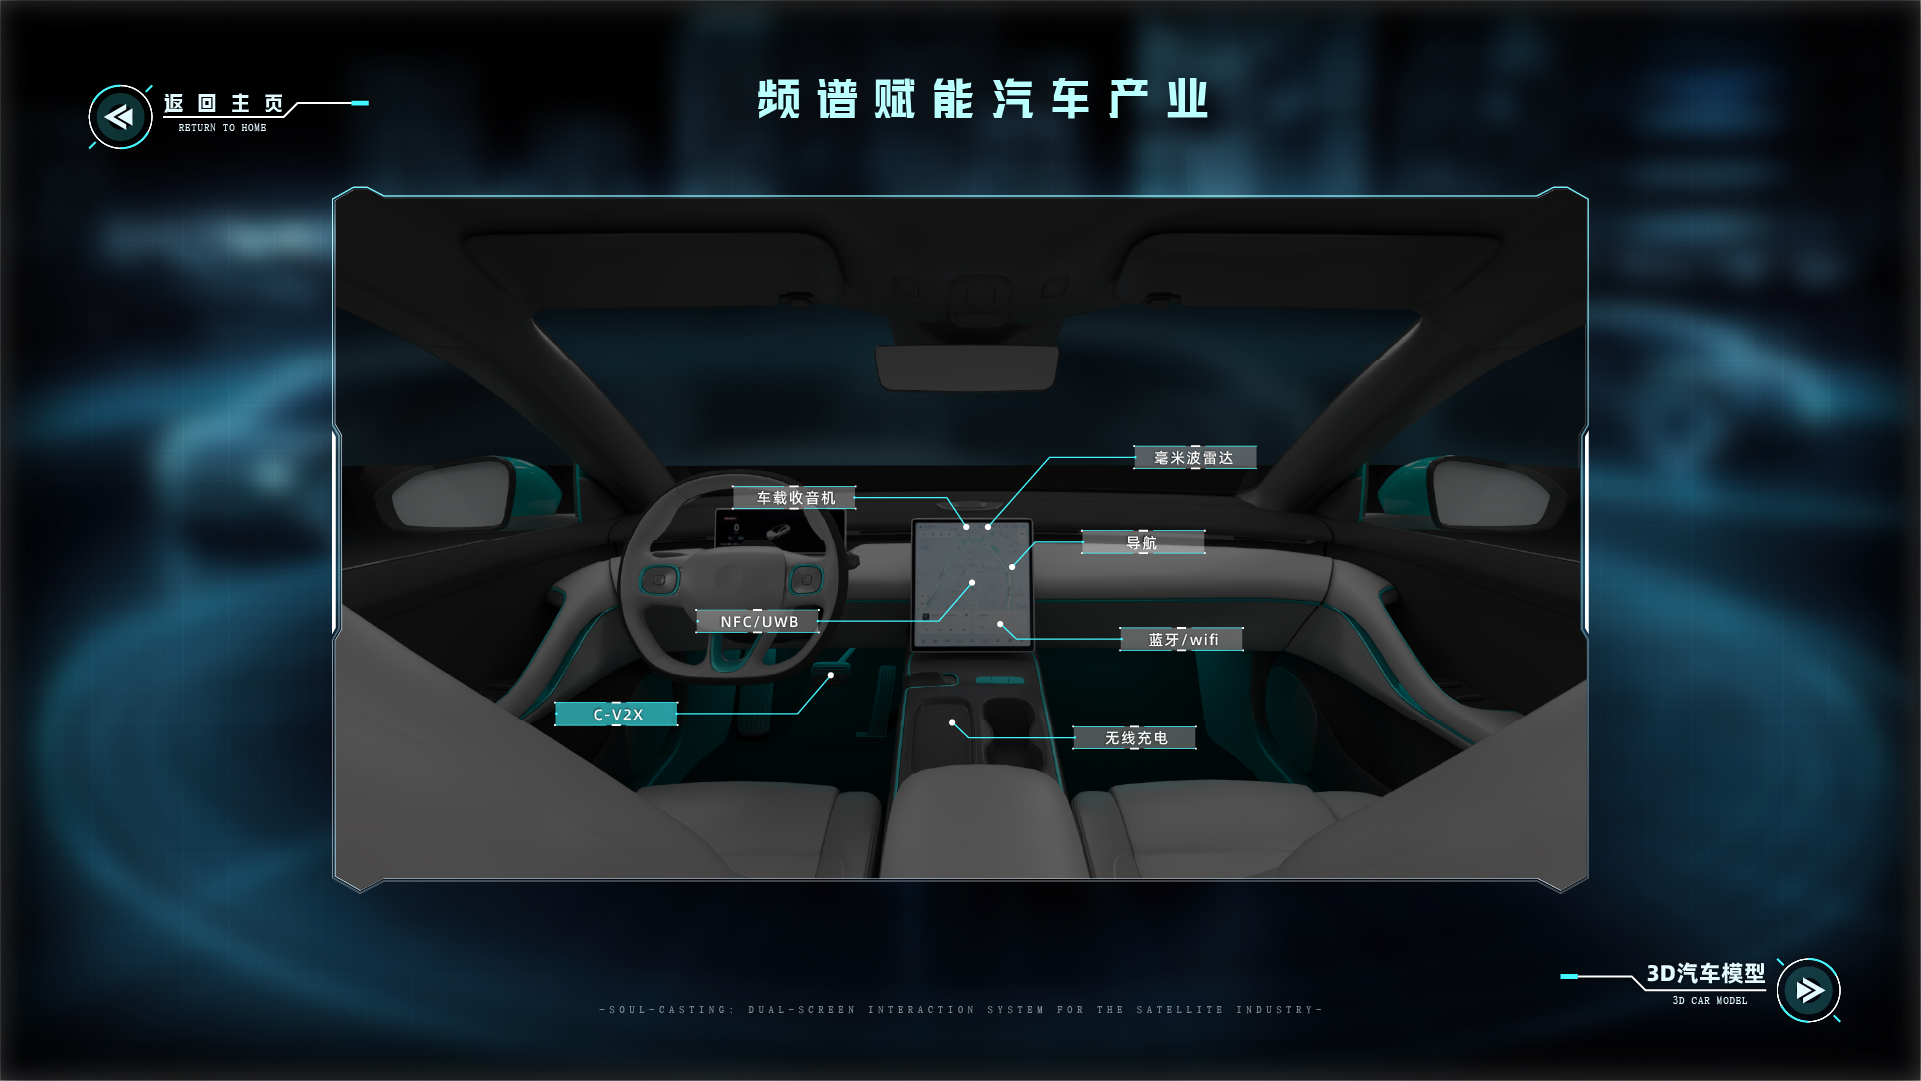 频谱赋能汽车产业
返回主页
RETURN TO HOME
毫米波雷达
车载收音机
导航
NFC/UWB
蓝牙/wifi
C-V2X
无线充电
3D汽车模型
3D CAR MODEL
-SOUL-CASTING: DUAL-SCREEN INTERACTION SYSTEM FOR THE SATELLITE INDUSTRY-